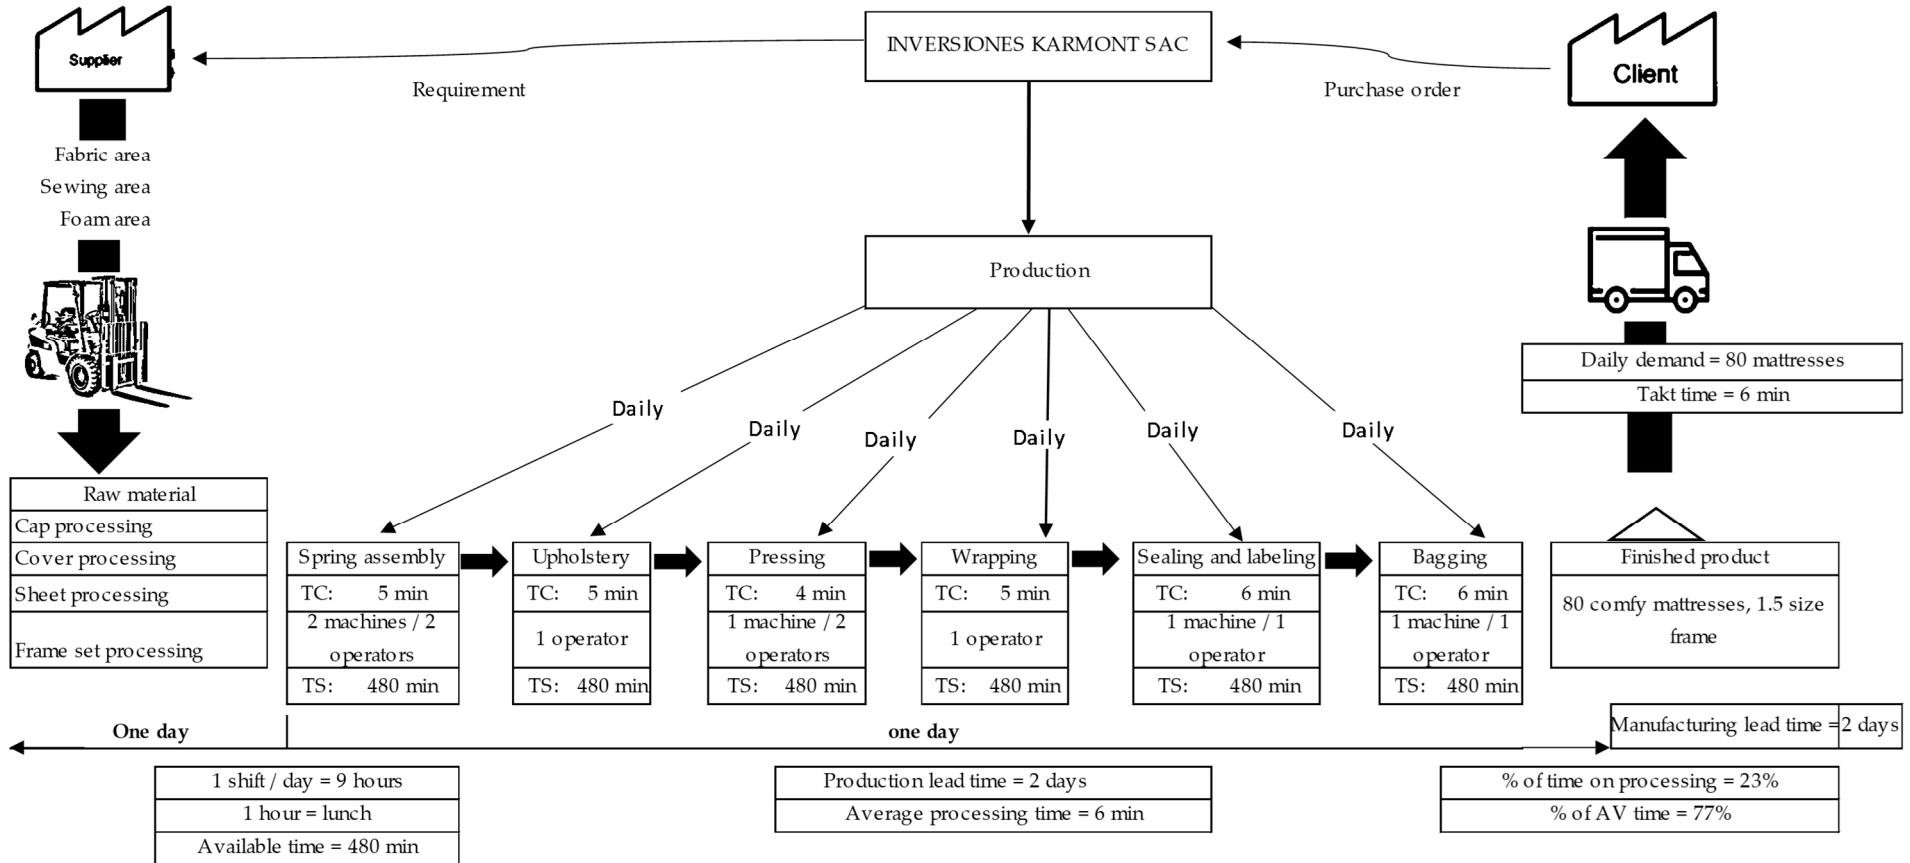 Supplier
INVERSIONES KARMONT SAC
Client
Requirement
Purchase order
Fabric area
Sewing area
Foam area
Production
Daily demand = 80 mattresses
Takt time = 6 min
Daily
Daily
Daily
Daily
Daily
Daily
Raw material
Cap processing
Cover processing
Sheet processing
Frame set processing
Spring assembly
TC: 5 min
2 machines / 2
operators
TS: 480 min
Upholstery
TC: 5 min
1 operator
TS: 480 min
Pressing
TC: 4 min
1 machine / 2
operators
TS: 480 min
Wrapping
TC: 5 min
1 operator
TS: 480 min
Sealing and labeling
TC: 6 min
1 machine / 1
operator
TS: 480 min
Bagging
TC: 6 min
1 machine / 1
operator
TS: 480 min
Finished product
80 comfy mattresses, 1.5 size
frame
One day
one day
Manufacturing lead time = 2 days
1 shift / day = 9 hours
1 hour = lunch
Available time = 480 min
Production lead time = 2 days
Average processing time = 6 min
% of time on processing = 23%
% of AV time = 77%